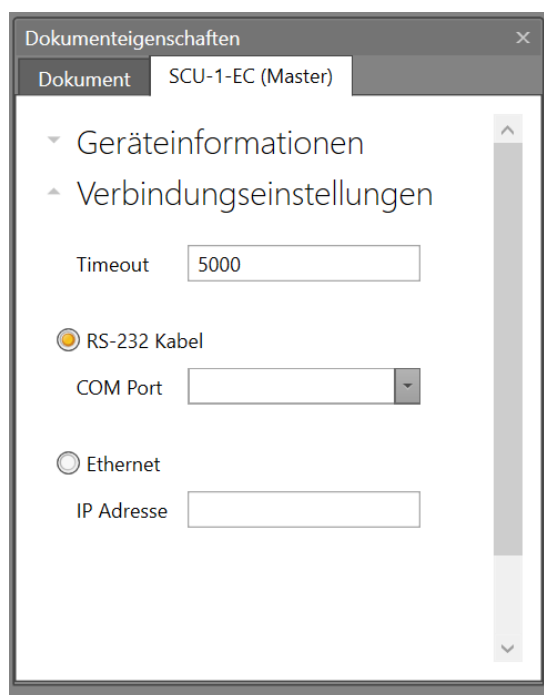 Dokumenteigenschaften
Dokument SCU-1-EC (Master)
Geräteinformationen
Verbindungseinstellungen
Timeout 5000
RS-232 Kabel
COM Port
Ethernet
IP Adresse